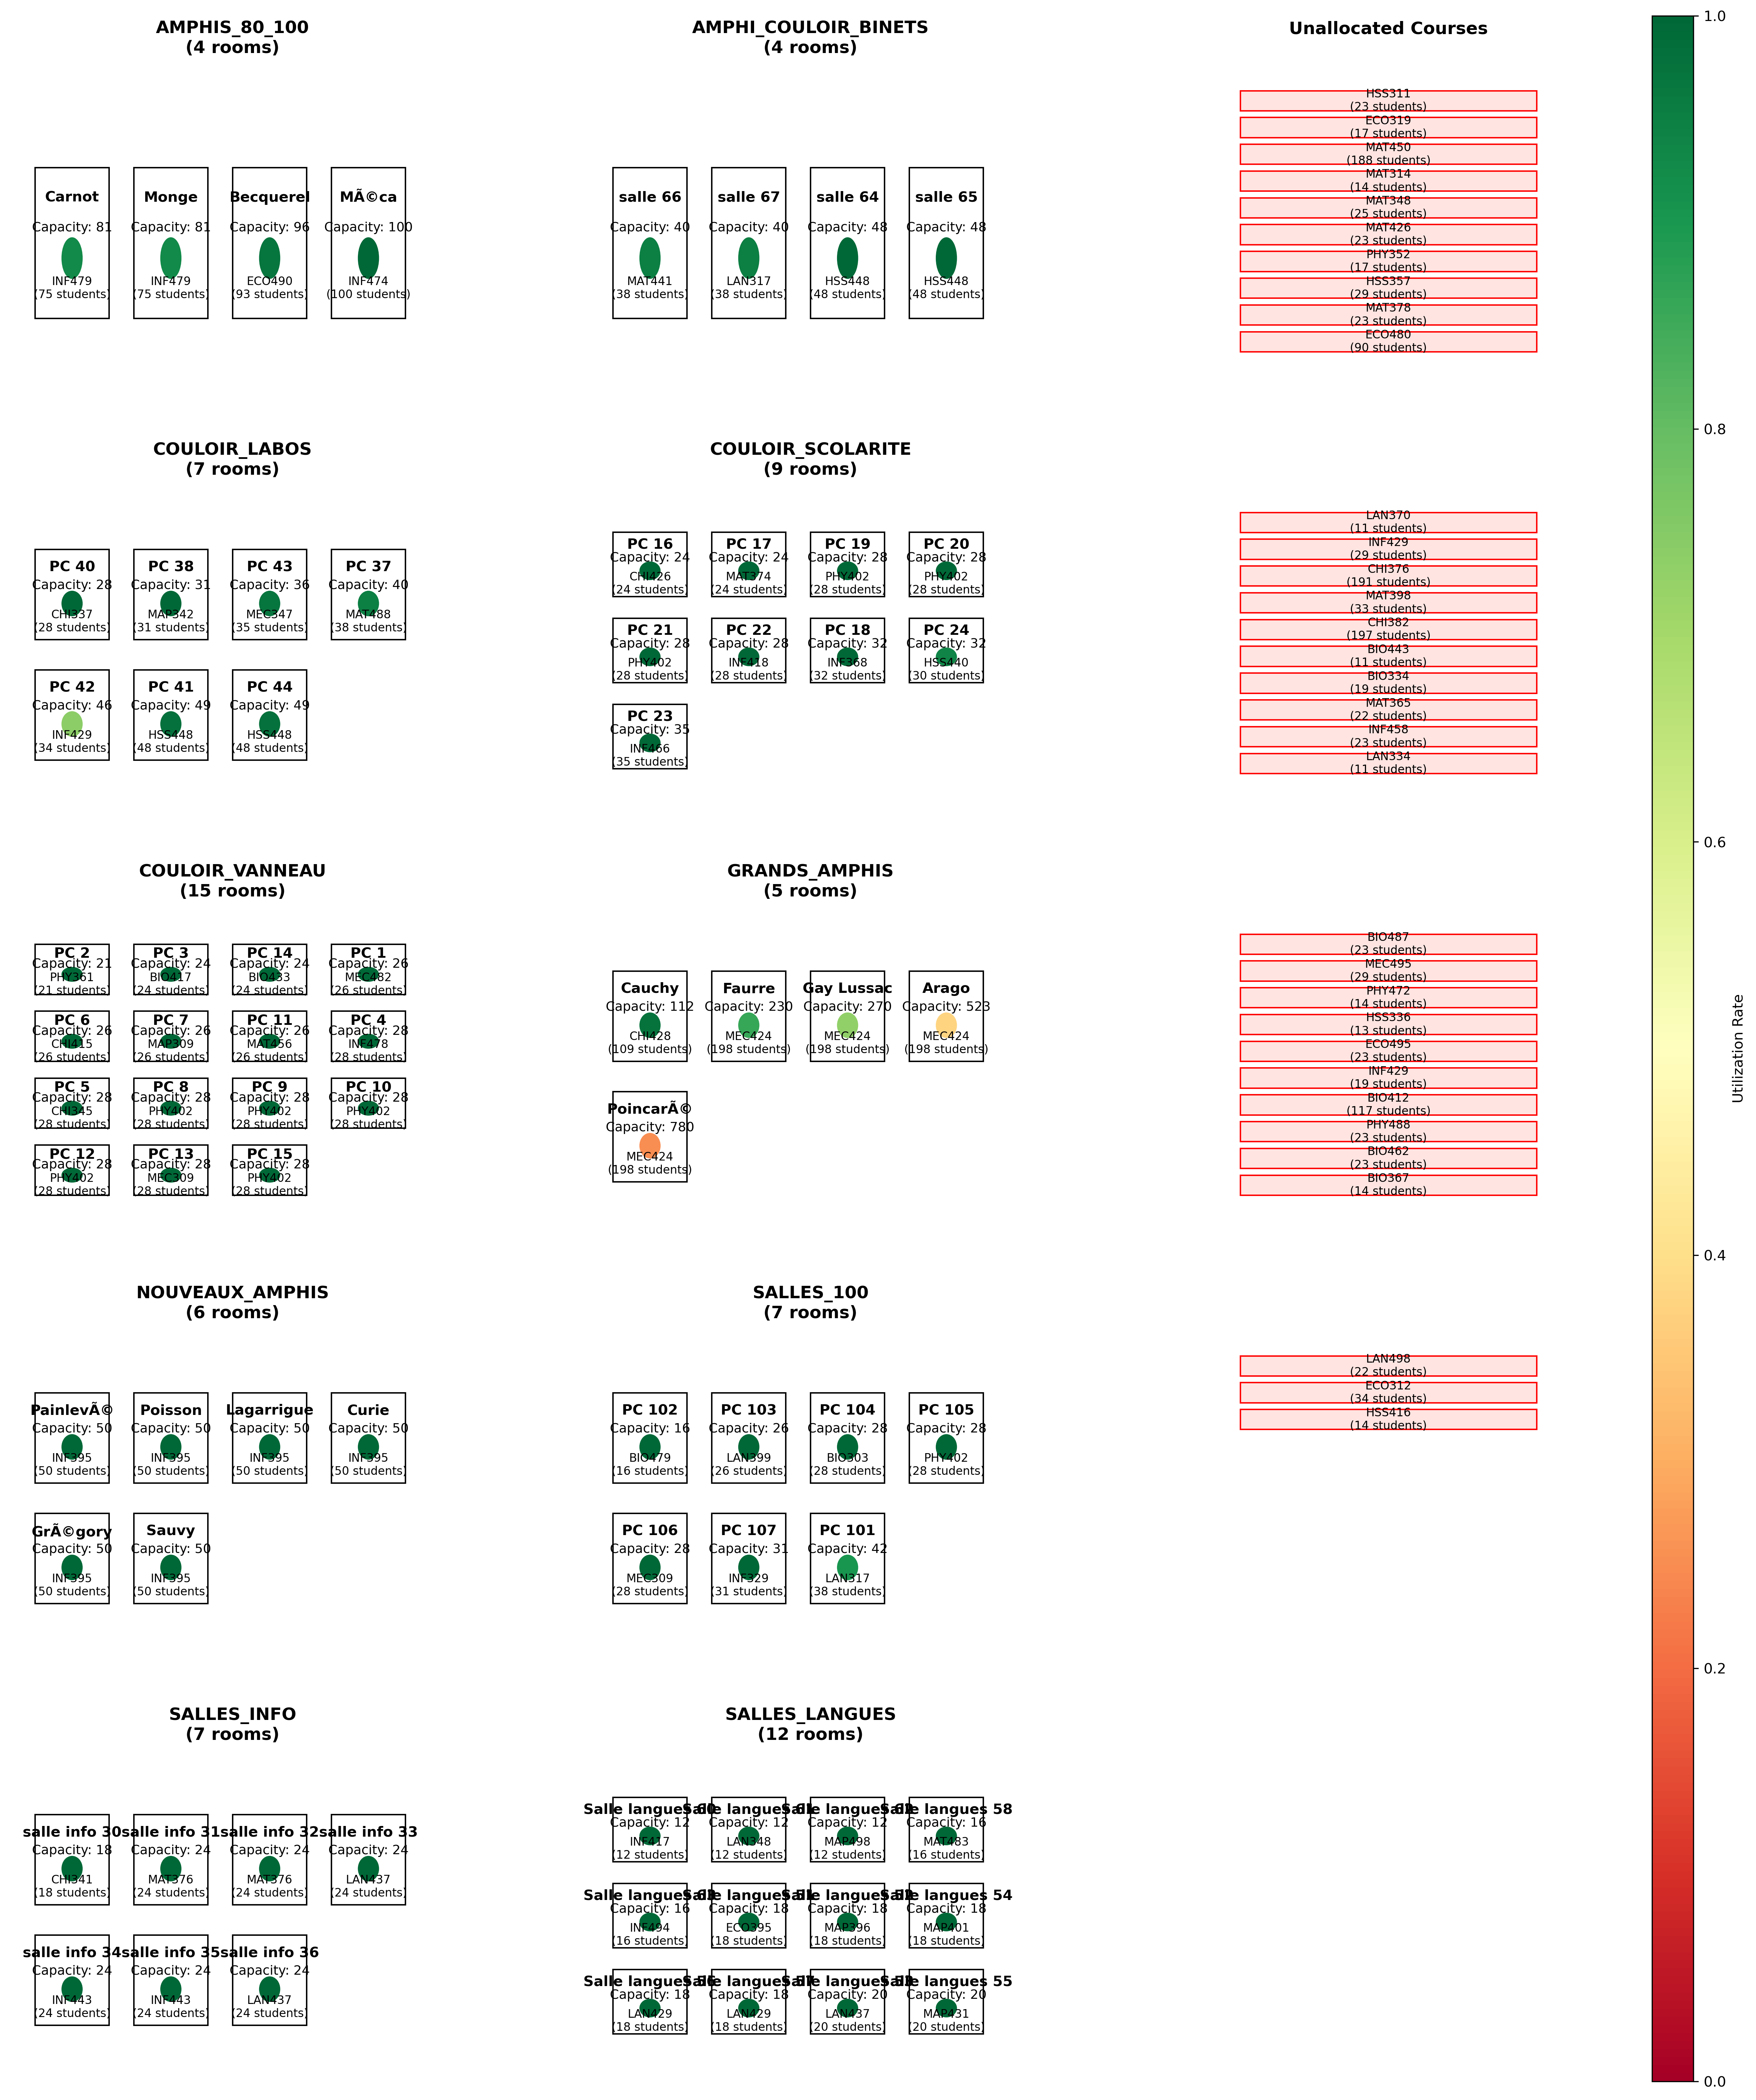 AMPHIS_80_100
(4 rooms)
Carnot
Capacity: 81
INF479
(75 students)
Monge
Capacity: 81
INF479
(75 students)
Becquerel
Capacity: 96
ECO490
(93 students)
MÃ©ca
Capacity: 100
INF474
(100 students)
AMPHI_COULOIR_BINETS
(4 rooms)
salle 66
Capacity: 40
MAT441
(38 students)
salle 67
Capacity: 40
LAN317
(38 students)
salle 64
Capacity: 48
HSS448
(48 students)
salle 65
Capacity: 48
HSS448
(48 students)
Unallocated Courses
HSS311
(23 students)
ECO319
(17 students)
MAT450
(188 students)
MAT314
(14 students)
MAT348
(25 students)
MAT426
(23 students)
PHY352
(17 students)
HSS357
(29 students)
MAT378
(23 students)
ECO480
(90 students)
COULOIR_LABOS
(7 rooms)
PC 40
Capacity: 28
CHI337
(28 students)
PC 38
Capacity: 31
MAP342
(31 students)
PC 43
Capacity: 36
MEC347
(35 students)
PC 37
Capacity: 40
MAT488
(38 students)
PC 42
Capacity: 46
INF429
(34 students)
PC 41
Capacity: 49
HSS448
(48 students)
PC 44
Capacity: 49
HSS448
(48 students)
COULOIR_SCOLARITE
(9 rooms)
PC 16
Capacity: 24
CHI426
(24 students)
PC 17
Capacity: 24
MAT374
(24 students)
PC 19
Capacity: 28
PHY402
(28 students)
PC 20
Capacity: 28
PHY402
(28 students)
PC 21
Capacity: 28
PHY402
(28 students)
PC 22
Capacity: 28
INF418
(28 students)
PC 18
Capacity: 32
INF368
(32 students)
PC 24
Capacity: 32
HSS440
(30 students)
PC 23
Capacity: 35
INF466
(35 students)
LAN370
(11 students)
INF429
(29 students)
CHI376
(191 students)
MAT398
(33 students)
CHI382
(197 students)
BIO443
(11 students)
BIO334
(19 students)
MAT365
(22 students)
INF458
(23 students)
LAN334
(11 students)
COULOIR_VANNEAU
(15 rooms)
PC 2
Capacity: 21
PHY361
(21 students)
PC 3
Capacity: 24
BIO417
(24 students)
PC 14
Capacity: 24
BIO433
(24 students)
PC 1
Capacity: 26
MEC482
(26 students)
PC 6
Capacity: 26
CHI415
(26 students)
PC 7
Capacity: 26
MAP309
(26 students)
PC 11
Capacity: 26
MAT456
(26 students)
PC 4
Capacity: 28
INF478
(28 students)
PC 5
Capacity: 28
CHI345
(28 students)
PC 8
Capacity: 28
PHY402
(28 students)
PC 9
Capacity: 28
PHY402
(28 students)
PC 10
Capacity: 28
PHY402
(28 students)
PC 12
Capacity: 28
PHY402
(28 students)
PC 13
Capacity: 28
MEC309
(28 students)
PC 15
Capacity: 28
PHY402
(28 students)
GRANDS_AMPHIS
(5 rooms)
Cauchy
Capacity: 112
CHI428
(109 students)
Faurre
Capacity: 230
MEC424
(198 students)
Gay Lussac
Capacity: 270
MEC424
(198 students)
Arago
Capacity: 523
MEC424
(198 students)
PoincarÃ©
Capacity: 780
MEC424
(198 students)
BIO487
(23 students)
MEC495
(29 students)
PHY472
(14 students)
HSS336
(13 students)
ECO495
(23 students)
INF429
(19 students)
BIO412
(117 students)
PHY488
(23 students)
BIO462
(23 students)
BIO367
(14 students)
NOUVEAUX_AMPHIS
(6 rooms)
PainlevÃ©
Capacity: 50
INF395
(50 students)
Poisson
Capacity: 50
INF395
(50 students)
Lagarrigue
Capacity: 50
INF395
(50 students)
Curie
Capacity: 50
INF395
(50 students)
GrÃ©gory
Capacity: 50
INF395
(50 students)
Sauvy
Capacity: 50
INF395
(50 students)
SALLES_100
(7 rooms)
PC 102
Capacity: 16
BIO479
(16 students)
PC 103
Capacity: 26
LAN399
(26 students)
PC 104
Capacity: 28
BIO303
(28 students)
PC 105
Capacity: 28
PHY402
(28 students)
PC 106
Capacity: 28
MEC309
(28 students)
PC 107
Capacity: 31
INF329
(31 students)
PC 101
Capacity: 42
LAN317
(38 students)
LAN498
(22 students)
ECO312
(34 students)
HSS416
(14 students)
SALLES_INFO
(7 rooms)
salle info 30
Capacity: 18
CHI341
(18 students)
salle info 31
Capacity: 24
MAT376
(24 students)
salle info 32
Capacity: 24
MAT376
(24 students)
salle info 33
Capacity: 24
LAN437
(24 students)
salle info 34
Capacity: 24
INF443
(24 students)
salle info 35
Capacity: 24
INF443
(24 students)
salle info 36
Capacity: 24
LAN437
(24 students)
SALLES_LANGUES
(12 rooms)
Salle langues
Capacity: 12
INF417
(12 students)
langues
Capacity: 12
LAN348
(12 students)
langues
Capacity: 12
MAP498
(12 students)
langues 58
Capacity: 16
MAT483
(16 students)
Salle langues
Capacity: 16
INF494
(16 students)
langues
Capacity: 18
ECO395
(18 students)
langues
Capacity: 18
MAP396
(18 students)
langues 54
Capacity: 18
MAP401
(18 students)
Salle langues
Capacity: 18
LAN429
(18 students)
langues
Capacity: 18
LAN429
(18 students)
langues
Capacity: 20
LAN437
(20 students)
langues 55
Capacity: 20
MAP431
(20 students)
1.0
0.8
0.6
0.4
0.2
0.0
Utilization Rate